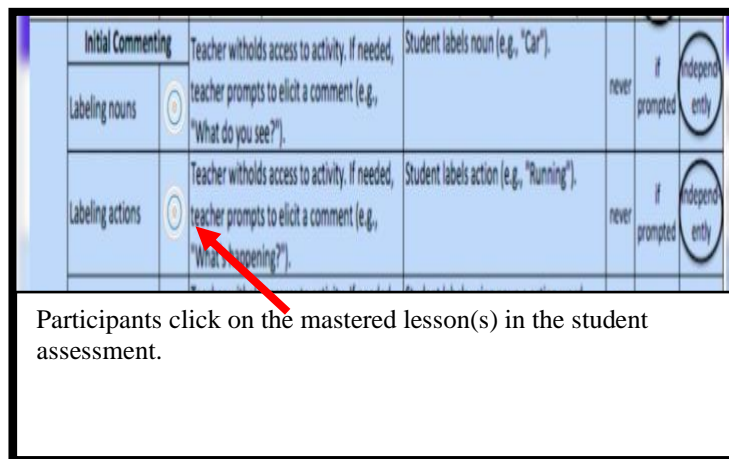 Initial Commenting
Teacher witholds access to activity. If needed,
teacher prompts to elicit a comment (e.g.,
"What do you see?").
Student labels noun (e.g., "Car").
Labeling nouns
never
if
prompted
independ-
ently
Teacher witholds access to activity. If needed,
teacher prompts to elicit a comment (e.g.,
"What's happening?").
Student labels action (e.g., "Running").
Labeling actions
never
if
prompted
independ-
ently
Participants click on the mastered lesson(s) in the student
assessment.